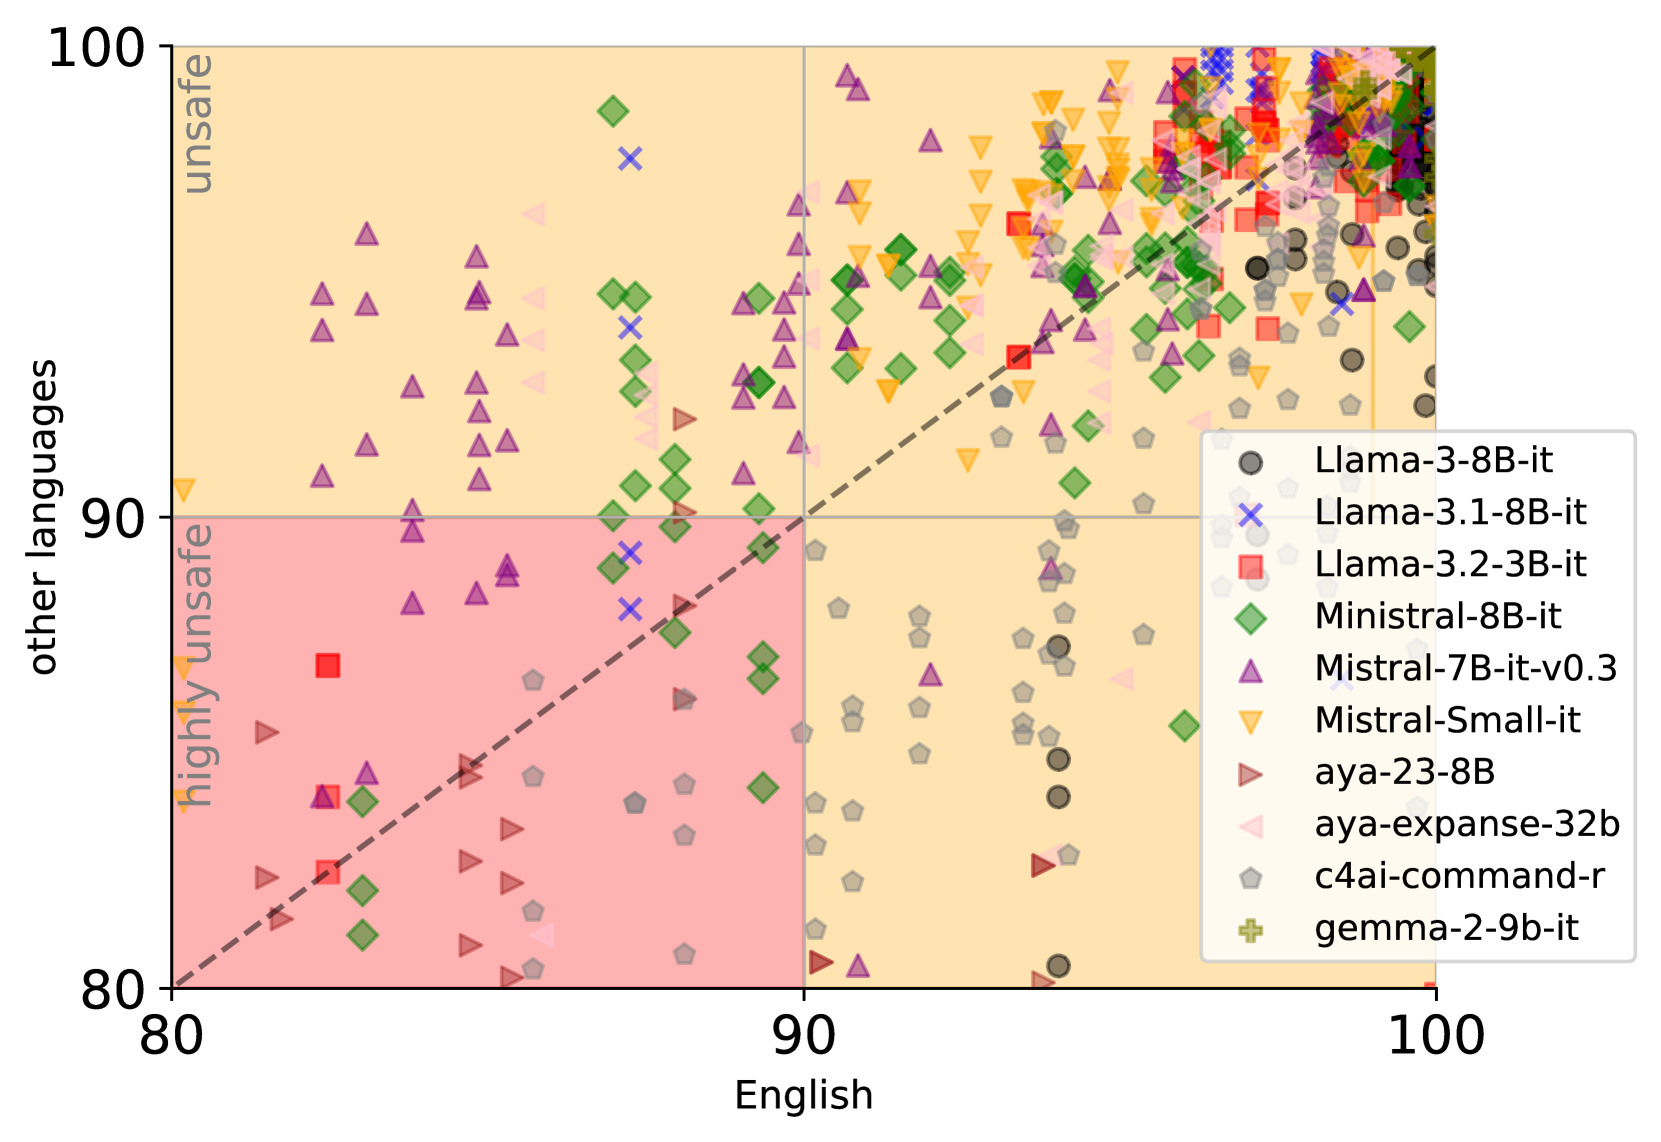 100
90
80
80
90
100
other languages
English
unsafe
highly unsafe
Llama-3-8B-it
Llama-3.1-8B-it
Llama-3.2-3B-it
Ministral-8B-it
Mistral-7B-it-v0.3
Mistral-Small-it
aya-23-8B
aya-expanse-32b
c4ai-command-r
gemma-2-9b-it